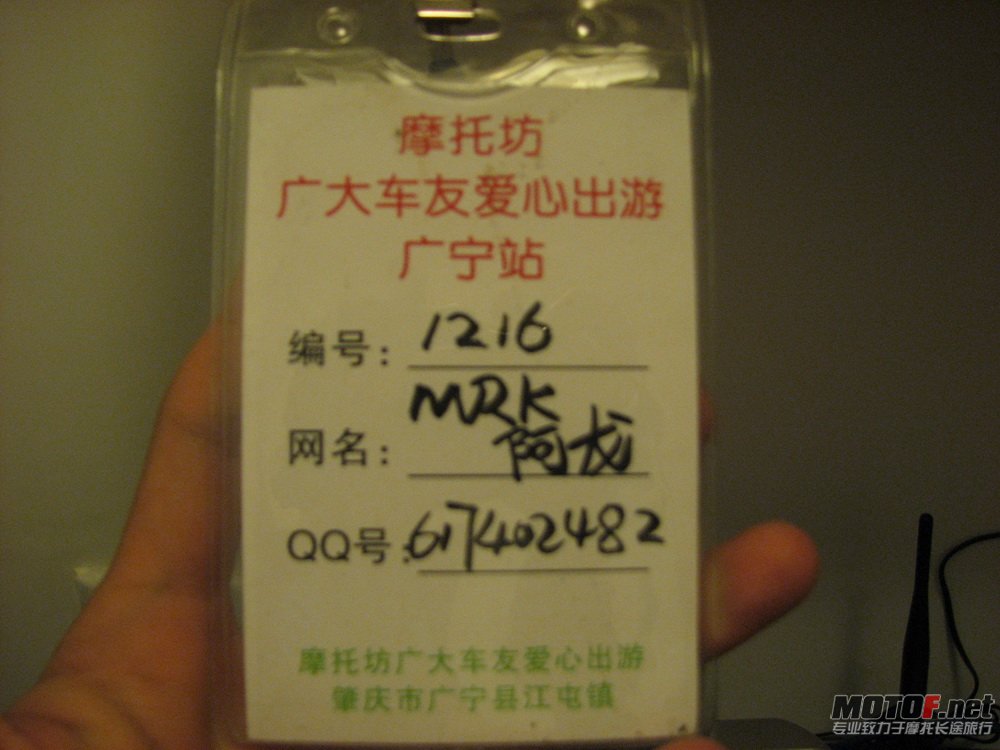 摩托坊
广大车友爱心出游
广宁站
编号：1216
MRK
网名：阿龙
QQ号：617402482
摩托坊广大车友爱心出游
肇庆市广宁县江屯镇
MOTOF.net
专业致力于摩托长途旅行